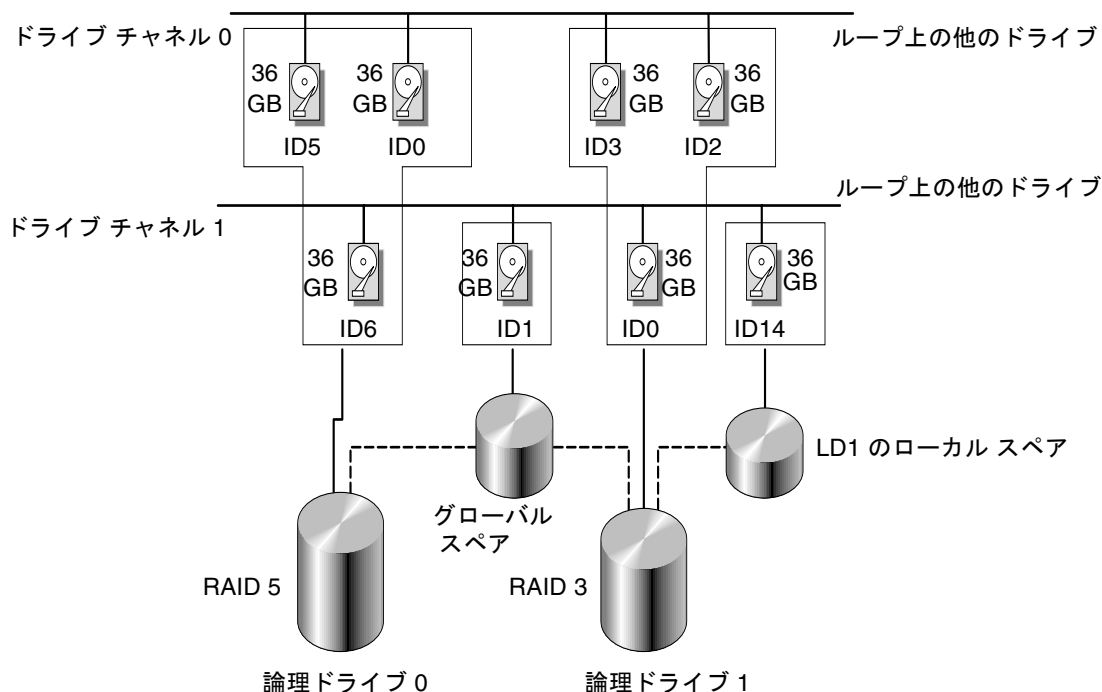 ドライブ チャネル 0
ループ上の他のドライブ
36
GB
36
GB
36
GB
36
GB
ID5
ID0
ID3
ID2
ループ上の他のドライブ
ドライブ チャネル 1
36
GB
36
GB
36
GB
36
GB
ID6
ID1
ID0
ID14
LD1 のローカル スペア
グローバル
スペア
RAID 5
RAID 3
論理ドライブ 0
論理ドライブ 1